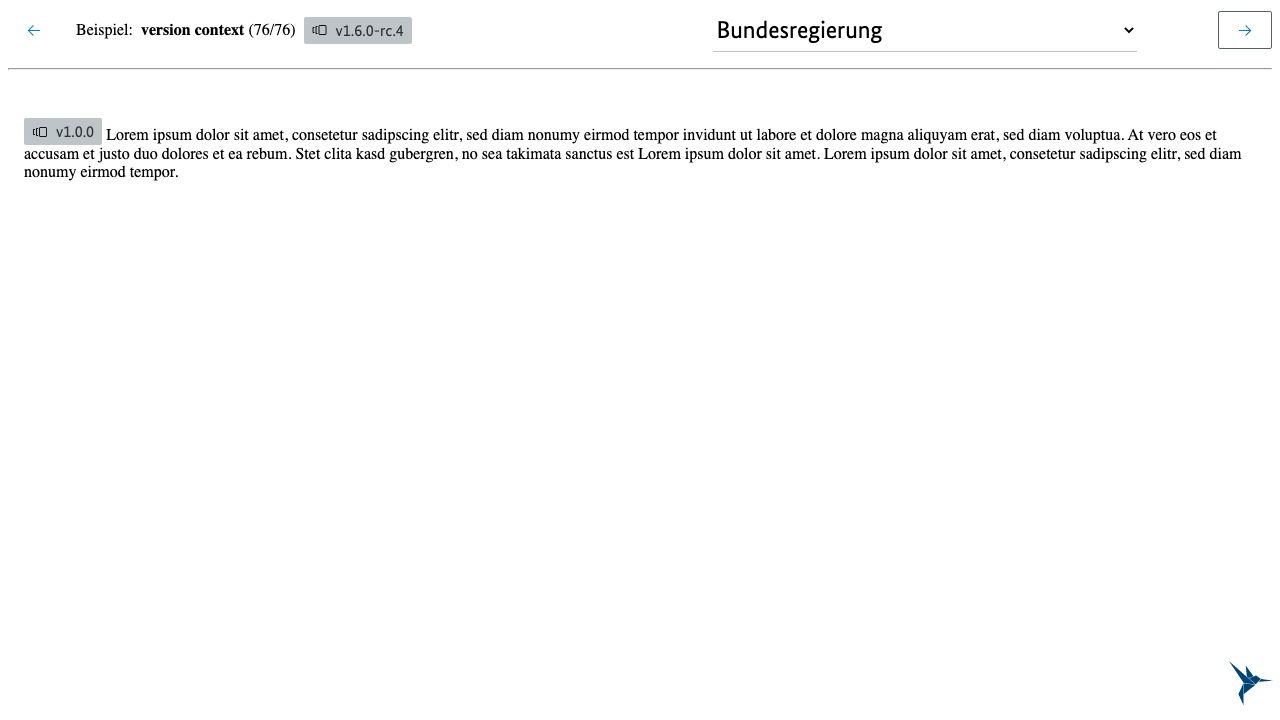 Beispiel: version context (76/76) v1.6.0-rc.4 Bundesregierung
v1.0.0 Lorem ipsum dolor sit amet, consetetur sadipscing elitr, sed diam nonumy eirmod tempor invidunt ut labore et dolore magna aliquyam erat, sed diam voluptua. At vero eos et
accusam et justo duo dolores et ea rebum. Stet clita kasd gubergren, no sea takimata sanctus est Lorem ipsum dolor sit amet. Lorem ipsum dolor sit amet, consetetur sadipscing elitr, sed diam
nonumy eirmod tempor.